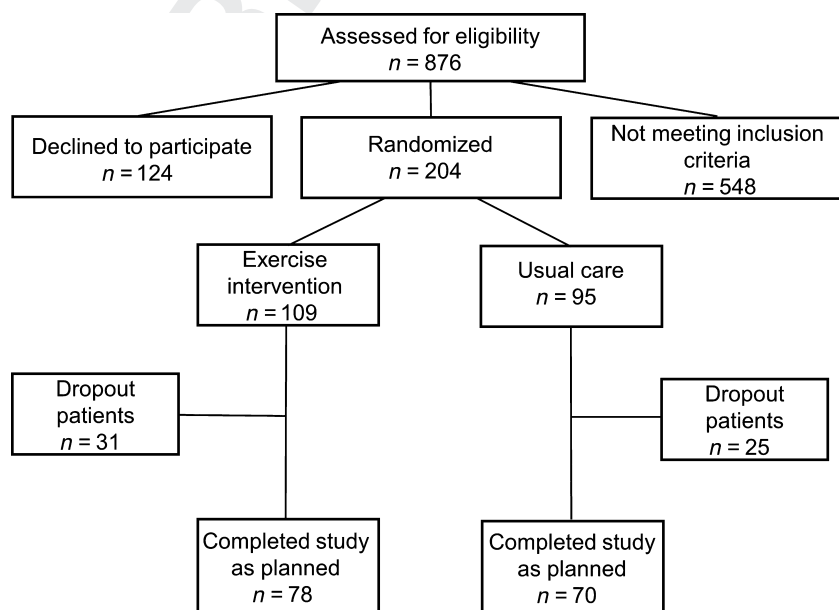 Assessed for eligibility
n = 876
Declined to participate
n = 124
Randomized
n = 204
Not meeting inclusion
criteria
n = 548
Exercise
intervention
n = 109
Usual care
n = 95
Dropout
patients
n = 31
Dropout
patients
n = 25
Completed study
as planned
n = 78
Completed study
as planned
n = 70